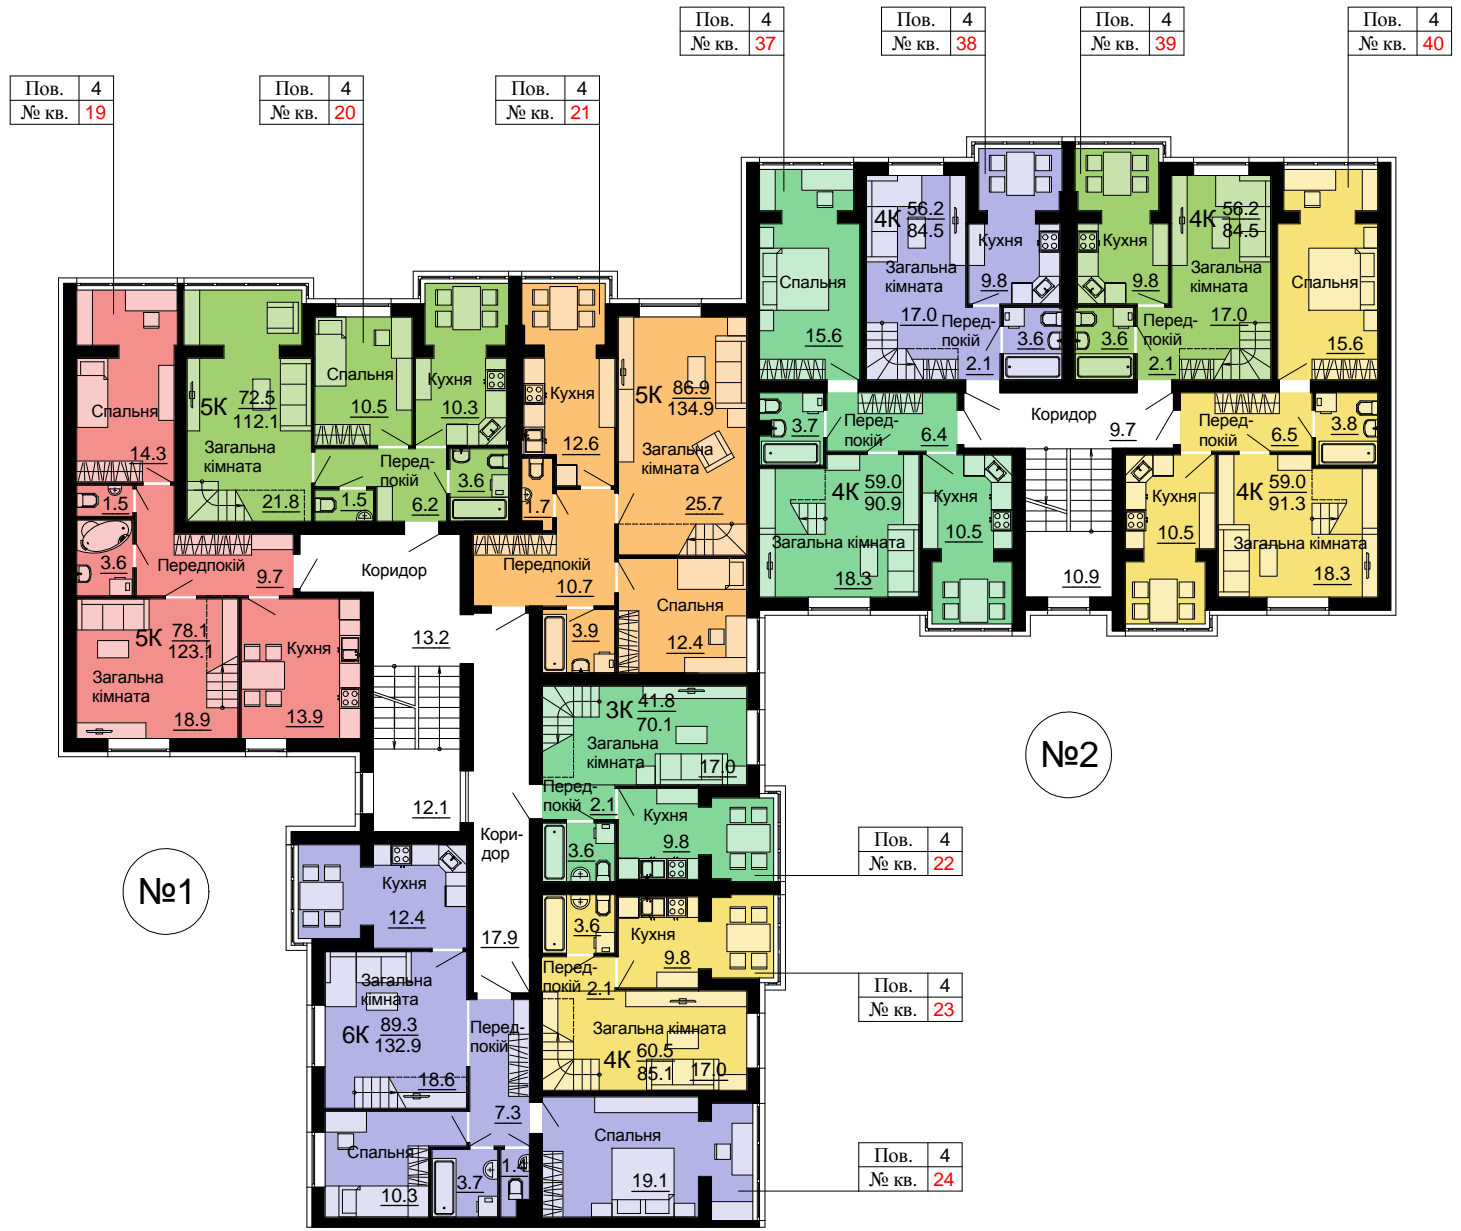 Пов. 4
№ кв. 37
Пов. 4
№ кв. 38
Пов. 4
№ кв. 39
Пов. 4
№ кв. 40
Пов. 4
№ кв. 19
Пов. 4
№ кв. 20
Пов. 4
№ кв. 21
Спальня
15.6
4К 56.2
84.5
Загальна
кімната
17.0
Кухня
9.8
Перед-
покій
2.1
3.6
Кухня
9.8
3.6
Перед-
покій
2.1
4К 56.2
84.5
Загальна
кімната
17.0
Спальня
15.6
3.7
Перед-
покій
6.4
Коридор
9.7
Перед-
покій
6.5
3.8
4К 59.0
90.9
Загальна кімната
18.3
Кухня
10.5
10.9
Кухня
10.5
4К 59.0
91.3
Загальна кімната
18.3
Спальня
14.3
5К 72.5
112.1
Загальна
кімната
21.8
Спальня
10.5
Кухня
10.3
Перед-
покій
6.2
1.5
3.6
Кухня
12.6
1.7
5К 86.9
134.9
Загальна
кімната
25.7
1.5
3.6
Передпокій
9.7
Коридор
13.2
Передпокій
10.7
3.9
Спальня
12.4
5К 78.1
123.1
Загальна
кімната
18.9
Кухня
13.9
12.1
3К 41.8
70.1
Загальна
кімната
17.0
Перед-
покій 2.1
Кухня
9.8
3.6
Кори-
дор
17.9
№1
№2
Пов. 4
№ кв. 22
Кухня
12.4
3.6
Кухня
9.8
Перед-
покій 2.1
Загальна кімната
4К 60.5
85.1
17.0
Пов. 4
№ кв. 23
Загальна
кімната
6К 89.3
132.9
18.6
Перед-
покій
7.3
Спальня
10.3
3.7
1.4
Спальня
19.1
Пов. 4
№ кв. 24